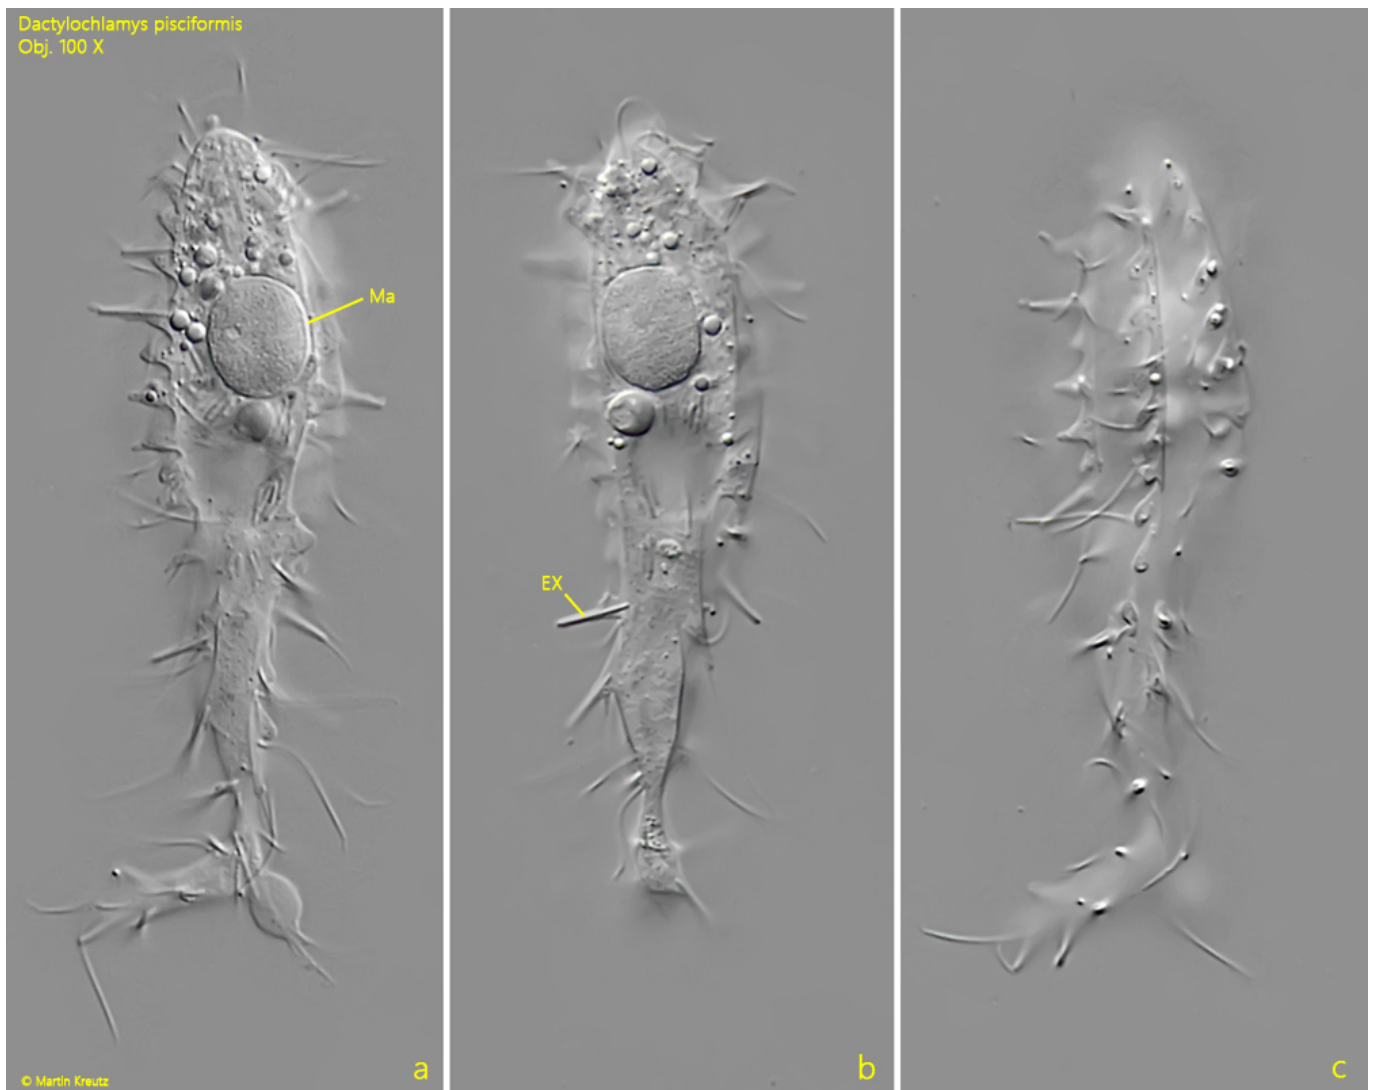 Dactylochlamys pisciformis
Obj. 100 X
Ma
EX
© Martin Kreutz
a
b
c